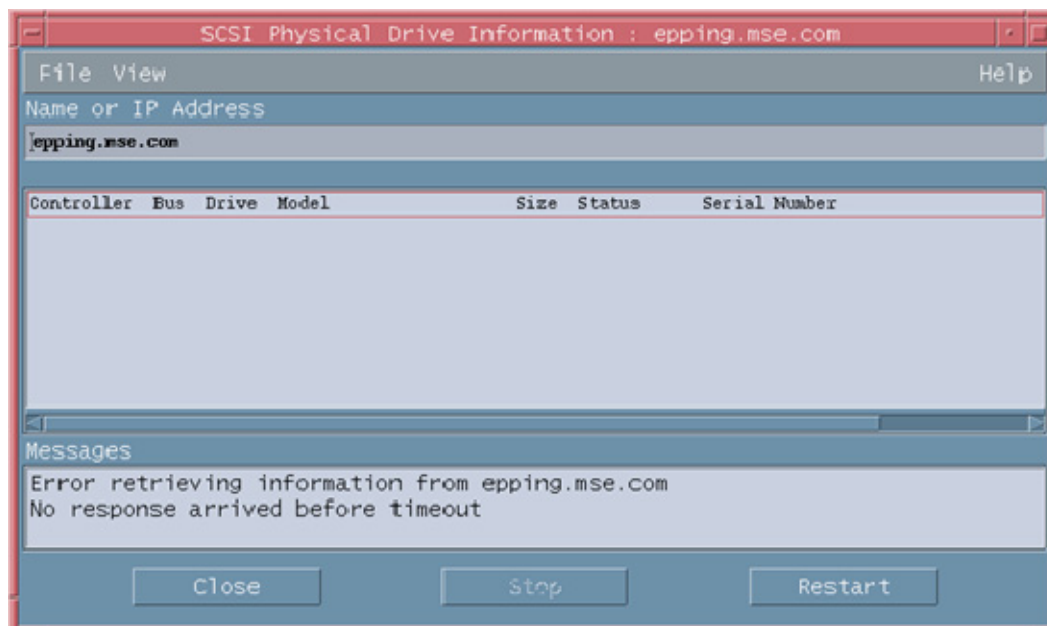 SCSI Physical Drive Information : epping.mse.com
File View Help
Name or IP Address
epping.mse.com
Controller Bus Drive Model Size Status Serial Number
Messages
Error retrieving information from epping.mse.com
No response arrived before timeout
Close Stop Restart